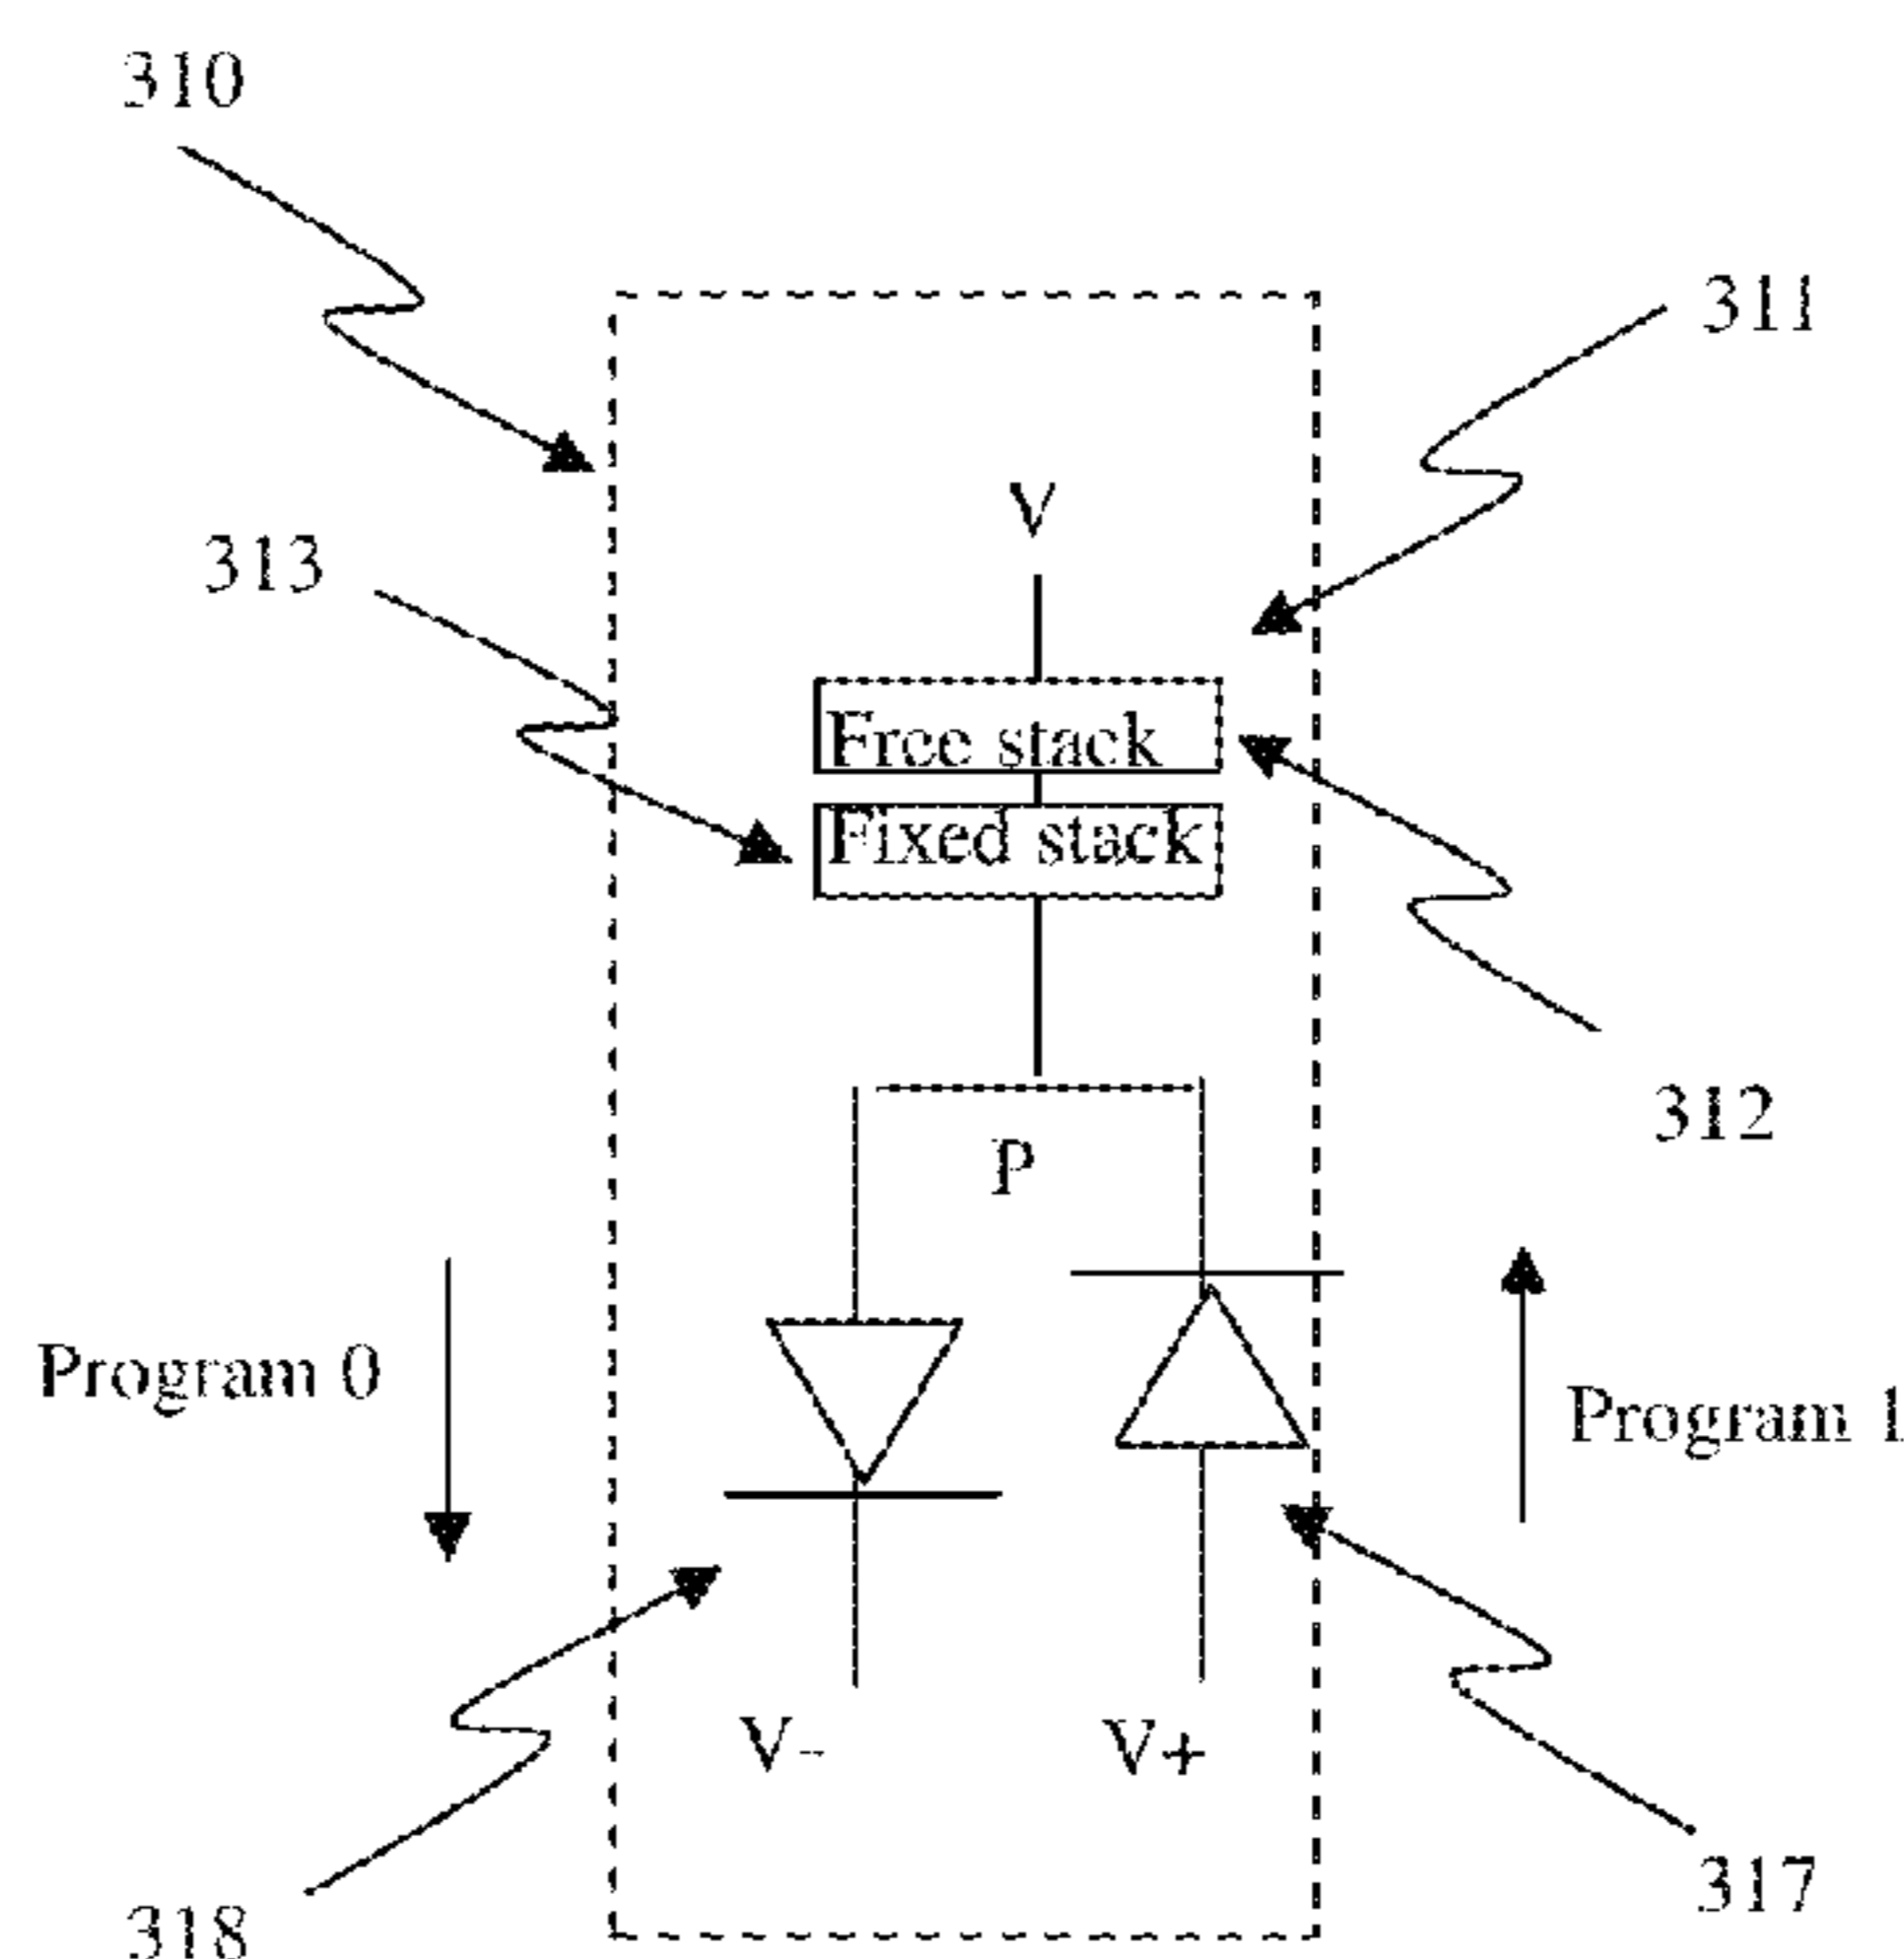 310
311
V
313
Free stack
Fixed stack
312
P
Program 0
Program 1
V-
V+
317
318